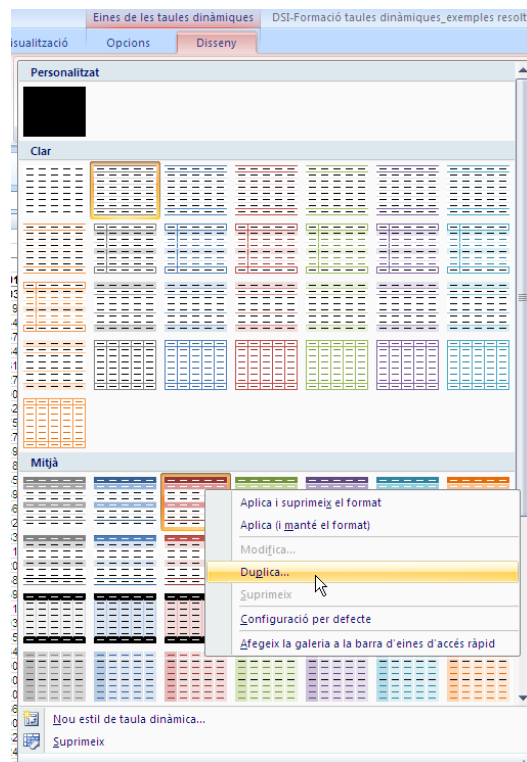 Eines de les taules dinàmiques DSI-Formació taules dinàmiques_exemples resolt
isualització Opcions Disseny
Personalitzat
Clar
Mitjà
Aplica i suprimeix el format
Aplica (i manté el format)
Modifica...
Duplica...
Suprimeix
Configuració per defecte
Afegeix la galeria a la barra d'eines d'accés ràpid
Nou estil de taula dinàmica...
Suprimeix